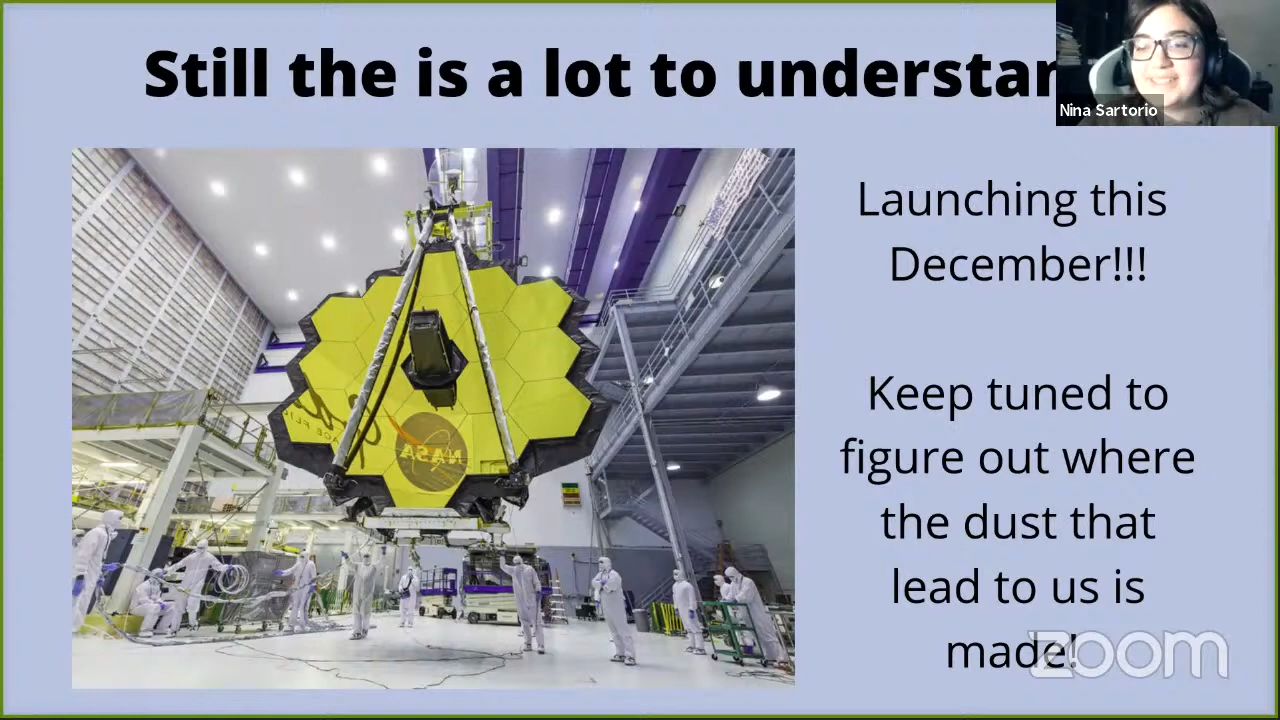 Still the is a lot to understan
Nina Sartorio
Launching this
December!!!
Keep tuned to
figure out where
the dust that
lead to us is
made!
zoom
NASA